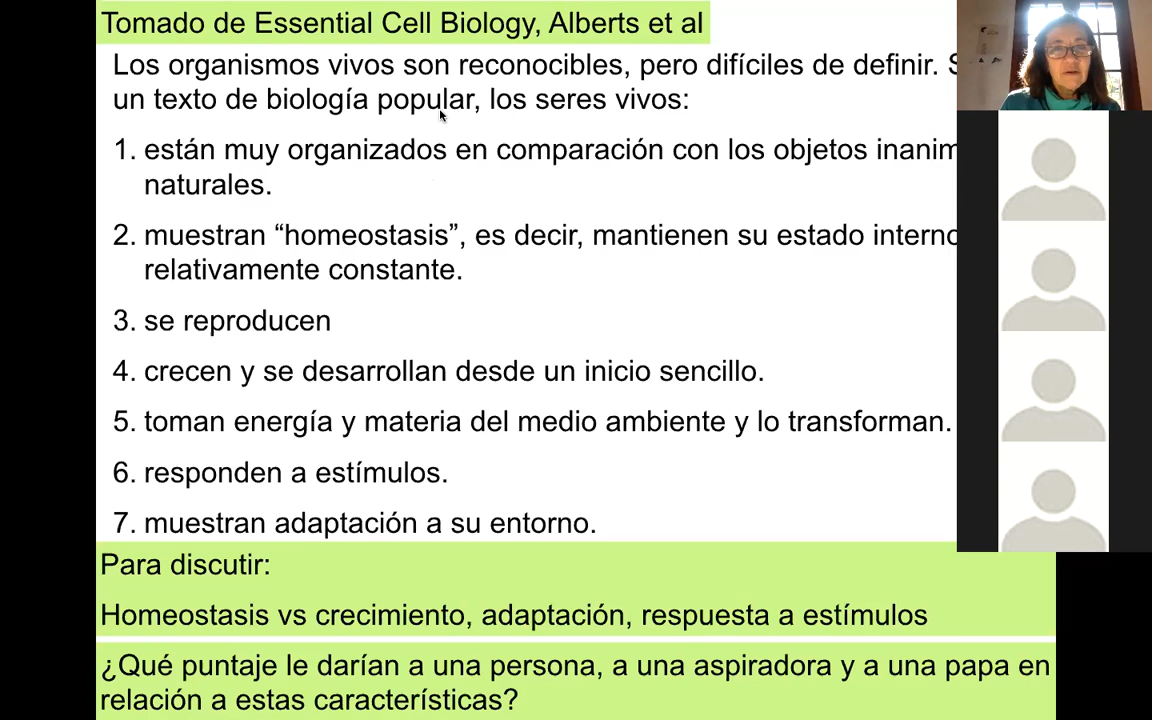 Tomado de Essential Cell Biology, Alberts et al
Los organismos vivos son reconocibles, pero difíciles de definir.
un texto de biología popular, los seres vivos:
1. están muy organizados en comparación con los objetos inanim
naturales.
2. muestran “homeostasis”, es decir, mantienen su estado interno
relativamente constante.
3. se reproducen
4. crecen y se desarrollan desde un inicio sencillo.
5. toman energía y materia del medio ambiente y lo transforman.
6. responden a estímulos.
7. muestran adaptación a su entorno.
Para discutir:
Homeostasis vs crecimiento, adaptación, respuesta a estímulos
¿Qué puntaje le darían a una persona, a una aspiradora y a una papa en
relación a estas características?